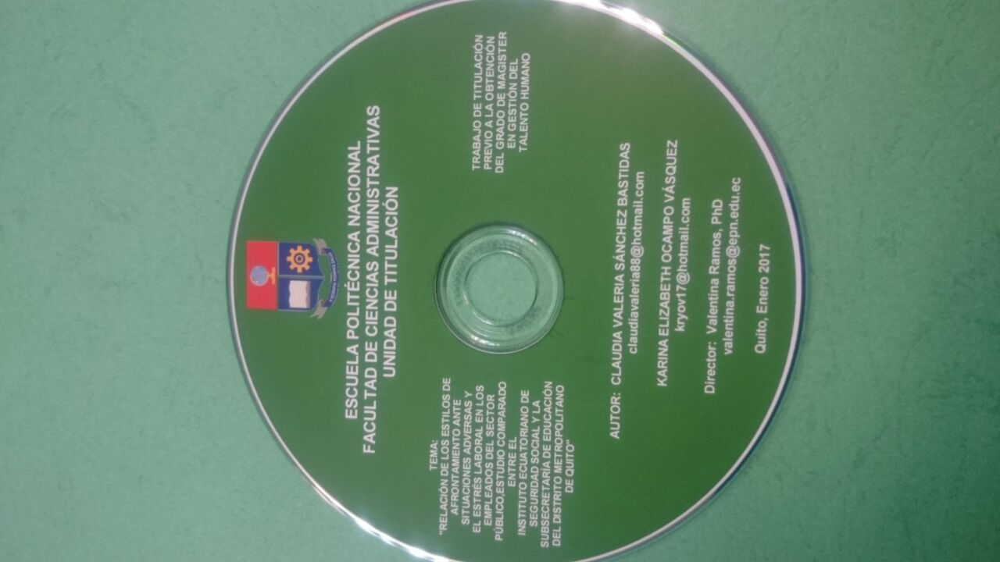 ESCUELA POLITÉCNICA NACIONAL
FACULTAD DE CIENCIAS ADMINISTRATIVAS
UNIDAD DE TITULACIÓN
TEMA:
"RELACIÓN DE LOS ESTILOS DE
AFRONTAMIENTO ANTE
SITUACIONES ADVERSAS Y
EL ESTRÉS LABORAL EN LOS
EMPLEADOS DEL SECTOR
PÚBLICO,ESTUDIO COMPARADO
ENTRE EL
INSTITUTO ECUATORIANO DE
SEGURIDAD SOCIAL Y LA
SUBSECRETARÍA DE EDUCACIÓN
DEL DISTRITO METROPOLITANO
DE QUITO"
TRABAJO DE TITULACIÓN
PREVIO A LA OBTENCIÓN
DEL GRADO DE MAGISTER
EN GESTIÓN DEL
TALENTO HUMANO
AUTOR: CLAUDIA VALERIA SÁNCHEZ BASTIDAS
claudiavaleria88@hotmail.com
KARINA ELIZABETH OCAMPO VÁSQUEZ
kryov17@hotmail.com
Director: Valentina Ramos, PhD
valentina.ramos@epn.edu.ec
Quito, Enero 2017